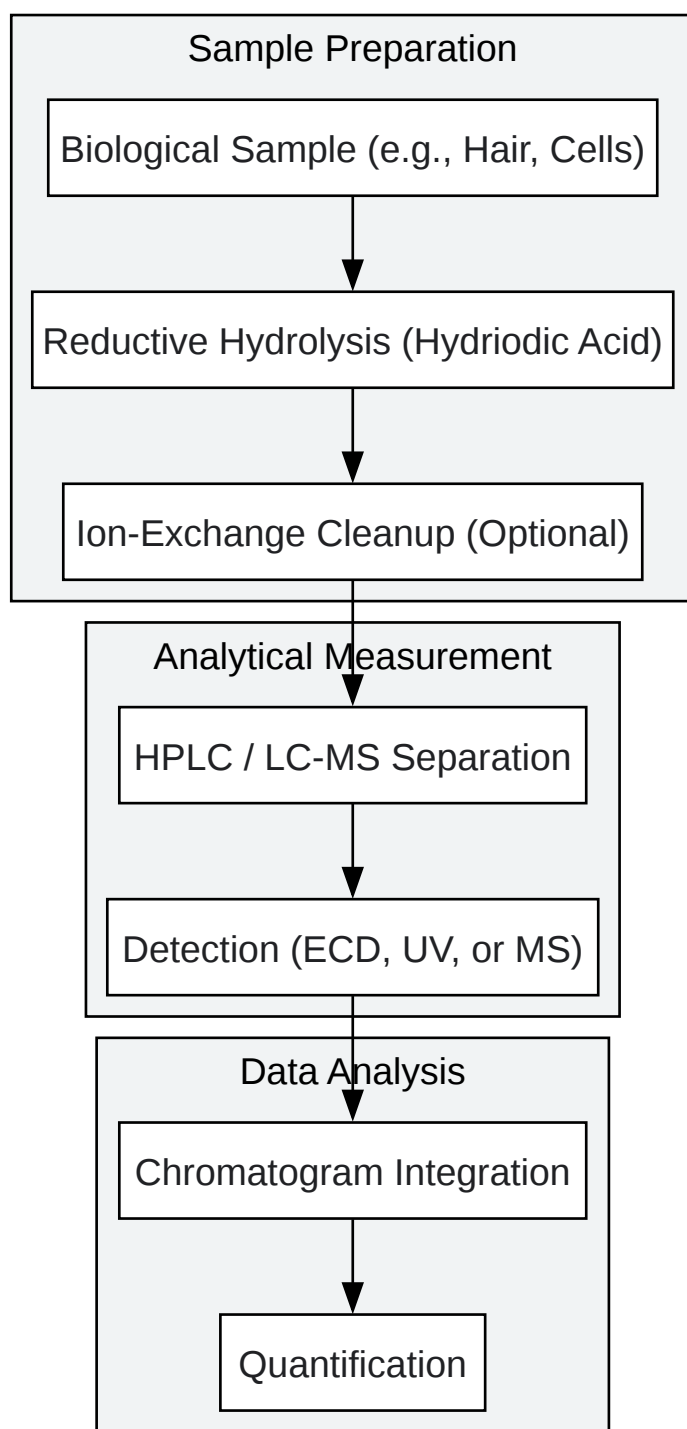 Sample Preparation
Biological Sample (e.g., Hair, Cells)
Reductive Hydrolysis (Hydriodic Acid)
Ion-Exchange Cleanup (Optional)
Analytical Measurement
HPLC / LC-MS Separation
Detection (ECD, UV, or MS)
Data Analysis
Chromatogram Integration
Quantification